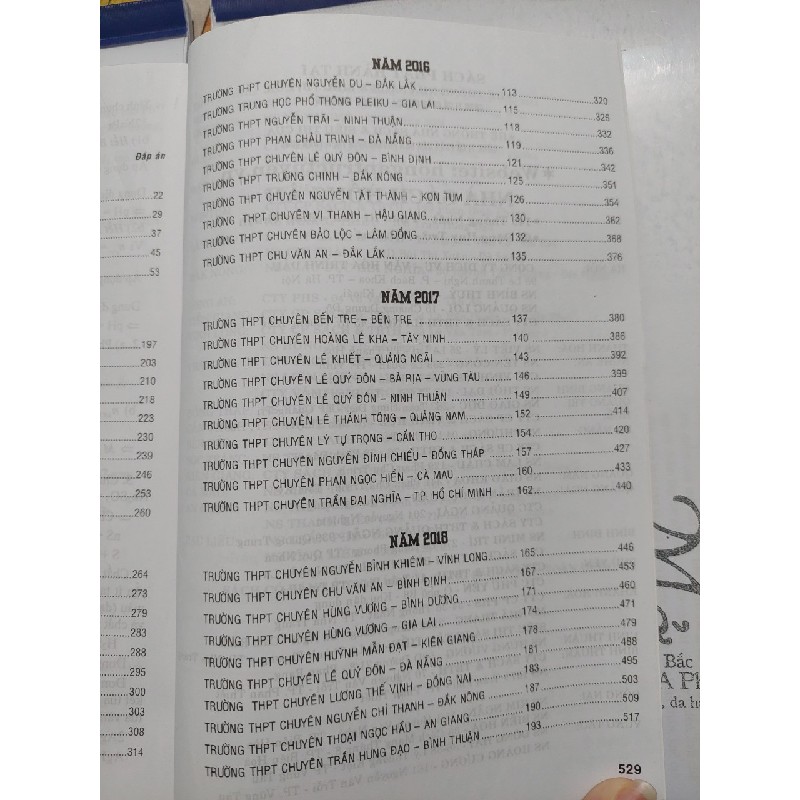 Đáp án
22
29
37
45
53
197
203
210
216
223
230
239
246
253
260
264
273
279
283
288
295
300
303
308
314
NĂM 2016
TRƯỜNG THPT CHUYÊN NGUYỄN DU – ĐẮK LẮK 113 320
TRƯỜNG TRUNG HỌC PHỔ THÔNG PLEIKU – GIA LAI 115 326
TRƯỜNG THPT NGUYỄN TRÃI – NINH THUẬN 118 332
TRƯỜNG THPT PHAN CHÂU TRINH – ĐÀ NẴNG 119 336
TRƯỜNG THPT CHUYÊN LÊ QUÝ ĐÔN – BÌNH ĐỊNH 121 342
TRƯỜNG THPT TRƯỜNG CHINH – ĐẮK NÔNG 125 351
TRƯỜNG THPT CHUYÊN NGUYỄN TẤT THÀNH – KON TUM 126 354
TRƯỜNG THPT CHUYÊN VỊ THANH – HẬU GIANG 130 362
TRƯỜNG THPT CHUYÊN BẢO LỘC – LÂM ĐỒNG 132 368
TRƯỜNG THPT CHU VĂN AN – ĐẮK LẮK 135 376
NĂM 2017
TRƯỜNG THPT CHUYÊN BẾN TRE – BẾN TRE 137 380
TRƯỜNG THPT CHUYÊN HOÀNG LÊ KHA – TÂY NINH 140 386
TRƯỜNG THPT CHUYÊN LÊ KHIẾT – QUẢNG NGÃI 143 392
TRƯỜNG THPT CHUYÊN LÊ QUÝ ĐÔN – BÀ RỊA – VŨNG TÀU 146 399
TRƯỜNG THPT CHUYÊN LÊ QUÝ ĐÔN – NINH THUẬN 149 407
TRƯỜNG THPT CHUYÊN LÊ THÁNH TÔNG – QUẢNG NAM 152 414
TRƯỜNG THPT CHUYÊN LÝ TỰ TRỌNG – CẦN THƠ 154 420
TRƯỜNG THPT CHUYÊN NGUYỄN ĐÌNH CHIỂU – ĐỒNG THÁP 157 427
TRƯỜNG THPT CHUYÊN PHAN NGỌC HIỂN – CÀ MAU 160 433
TRƯỜNG THPT CHUYÊN TRẦN ĐẠI NGHĨA – TP. HỒ CHÍ MINH 162 440
NĂM 2018
TRƯỜNG THPT CHUYÊN NGUYỄN BỈNH KHIÊM – VĨNH LONG 165 446
TRƯỜNG THPT CHUYÊN CHU VĂN AN – BÌNH ĐỊNH 167 453
TRƯỜNG THPT CHUYÊN HÙNG VƯƠNG – BÌNH DƯƠNG 171 460
TRƯỜNG THPT CHUYÊN HÙNG VƯƠNG – GIA LAI 174 471
TRƯỜNG THPT CHUYÊN HUỲNH MẪN ĐẠT – KIÊN GIANG 178 479
TRƯỜNG THPT CHUYÊN LÊ QUÝ ĐÔN – ĐÀ NẴNG 181 488
TRƯỜNG THPT CHUYÊN LƯƠNG THẾ VINH – ĐỒNG NAI 183 495
TRƯỜNG THPT CHUYÊN NGUYỄN CHÍ THANH – ĐẮK NÔNG 187 503
TRƯỜNG THPT CHUYÊN THOẠI NGỌC HẦU – AN GIANG 190 509
TRƯỜNG THPT CHUYÊN TRẦN HƯNG ĐẠO – BÌNH THUẬN 193 517
529
Bắc